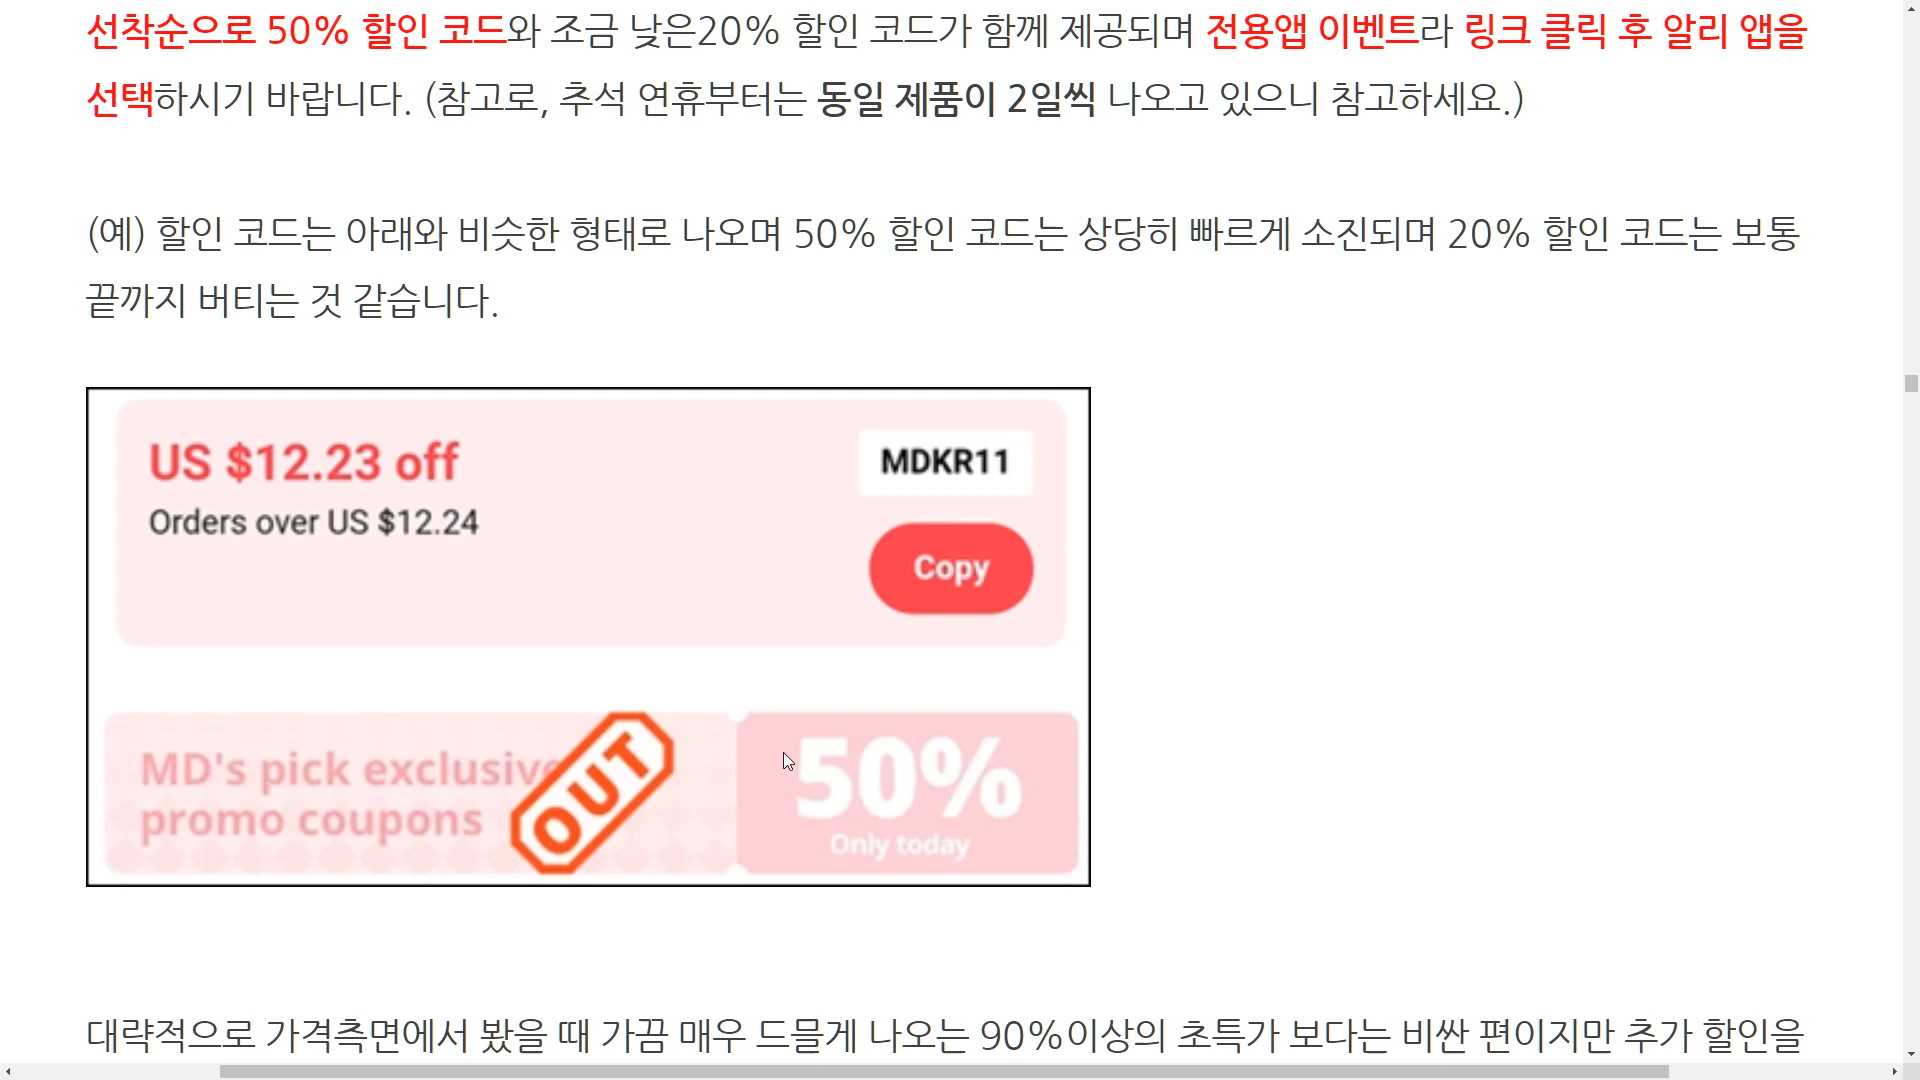 선착순으로 50% 할인 코드와 조금 낮은20% 할인 코드가 함께 제공되며 전용앱 이벤트라 링크 클릭 후 알리 앱을
선택하시기 바랍니다. (참고로, 추석 연휴부터는 동일 제품이 2일씩 나오고 있으니 참고하세요.)
(예) 할인 코드는 아래와 비슷한 형태로 나오며 50% 할인 코드는 상당히 빠르게 소진되며 20% 할인 코드는 보통
끝까지 버티는 것 같습니다.
US $12.23 off
MDKR11
Orders over US $12.24
Copy
MD's pick exclusive
promo coupons
OUT
50%
Only today
대략적으로 가격측면에서 봤을 때 가끔 매우 드믈게 나오는 90%이상의 초특가 보다는 비싼 편이지만 추가 할인을